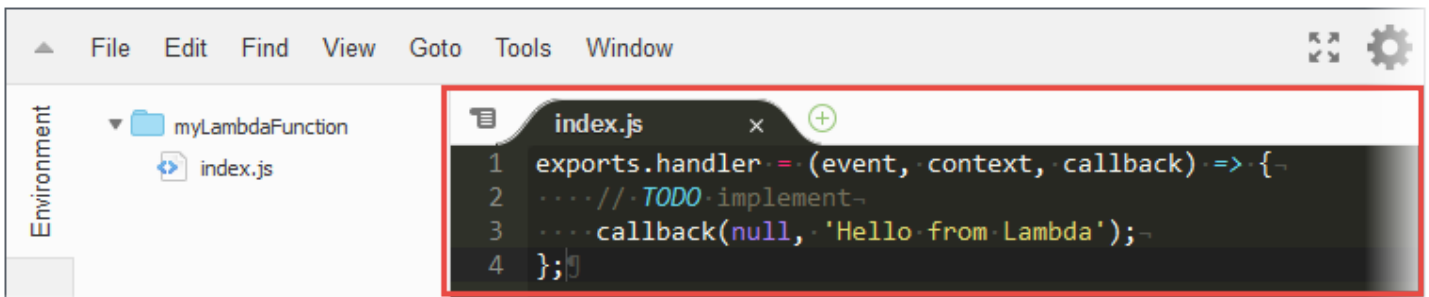 File Edit Find View Goto Tools Window
Environment
myLambdaFunction
index.js
index.js
1 exports.handler = (event, context, callback) => {
2     // TODO implement
3     callback(null, 'Hello from Lambda');
4 };